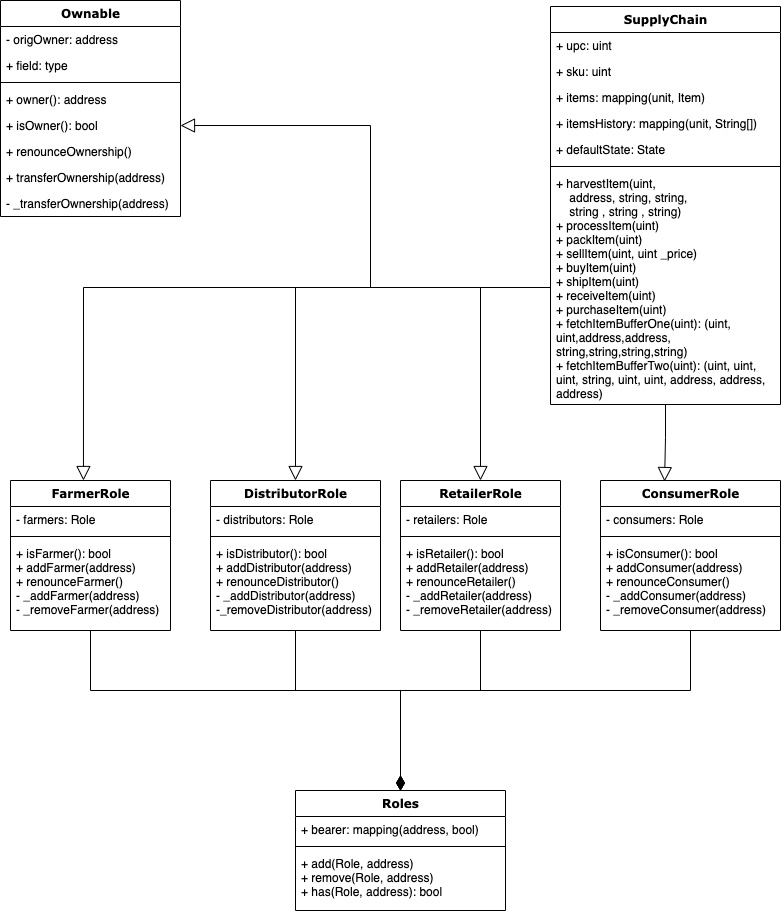 Ownable
- origOwner: address
+ field: type
+ owner(): address
+ isOwner(): bool
+ renounceOwnership()
+ transferOwnership(address)
- _transferOwnership(address)
SupplyChain
+ upc: uint
+ sku: uint
+ items: mapping(unit, Item)
+ itemsHistory: mapping(unit, String[])
+ defaultState: State
+ harvestItem(uint,
address, string, string,
string , string , string)
+ processItem(uint)
+ packItem(uint)
+ sellItem(uint, uint _price)
+ buyItem(uint)
+ shipItem(uint)
+ receiveItem(uint)
+ purchaseItem(uint)
+ fetchItemBufferOne(uint): (uint,
uint,address,address,
string,string,string,string)
+ fetchItemBufferTwo(uint): (uint, uint,
uint, string, uint, uint, address, address,
address)
FarmerRole
- farmers: Role
+ isFarmer(): bool
+ addFarmer(address)
+ renounceFarmer()
- _addFarmer(address)
- _removeFarmer(address)
DistributorRole
- distributors: Role
+ isDistributor(): bool
+ addDistributor(address)
+ renounceDistributor()
- _addDistributor(address)
-_removeDistributor(address)
RetailerRole
- retailers: Role
+ isRetailer(): bool
+ addRetailer(address)
+ renounceRetailer()
- _addRetailer(address)
- _removeRetailer(address)
ConsumerRole
- consumers: Role
+ isConsumer(): bool
+ addConsumer(address)
+ renounceConsumer()
- _addConsumer(address)
- _removeConsumer(address)
Roles
+ bearer: mapping(address, bool)
+ add(Role, address)
+ remove(Role, address)
+ has(Role, address): bool